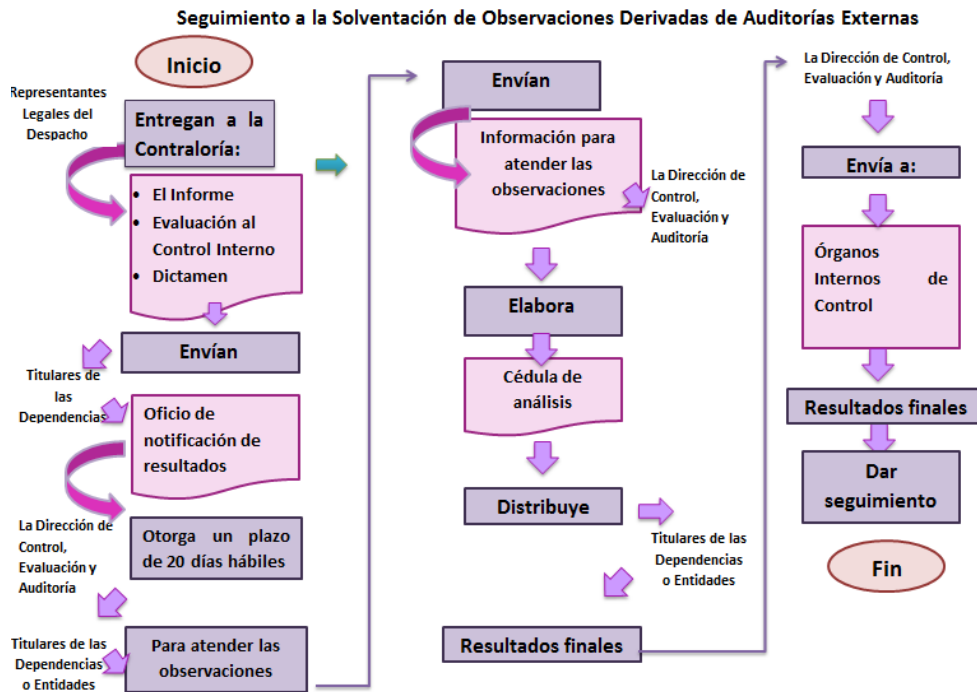 Seguimiento a la Solventación de Observaciones Derivadas de Auditorías Externas
Inicio
Representantes
Legales del
Despacho
Entregan a la
Contraloría:
• El Informe
• Evaluación al
Control Interno
• Dictamen
Envían
Titulares de
las
Dependencias
Oficio de
notificación de
resultados
La Dirección de
Control,
Evaluación y
Auditoría
Otorga un plazo
de 20 días hábiles
Titulares de las
Dependencias
o Entidades
Para atender las
observaciones
Envían
Información para
atender las
observaciones
La Dirección de
Control,
Evaluación y
Auditoría
Elabora
Cédula de
análisis
Distribuye
Titulares de las
Dependencias
o Entidades
Resultados finales
La Dirección de Control,
Evaluación y Auditoría
Envía a:
Órganos
Internos de
Control
Resultados finales
Dar
seguimiento
Fin